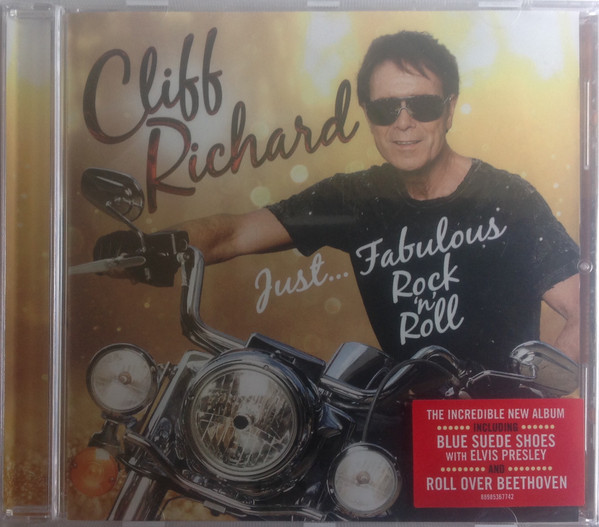 Cliff
Richard
Just... Fabulous
Rock
'n'
Roll
THE INCREDIBLE NEW ALBUM
INCLUDING
BLUE SUEDE SHOES
WITH ELVIS PRESLEY
AND
ROLL OVER BEETHOVEN